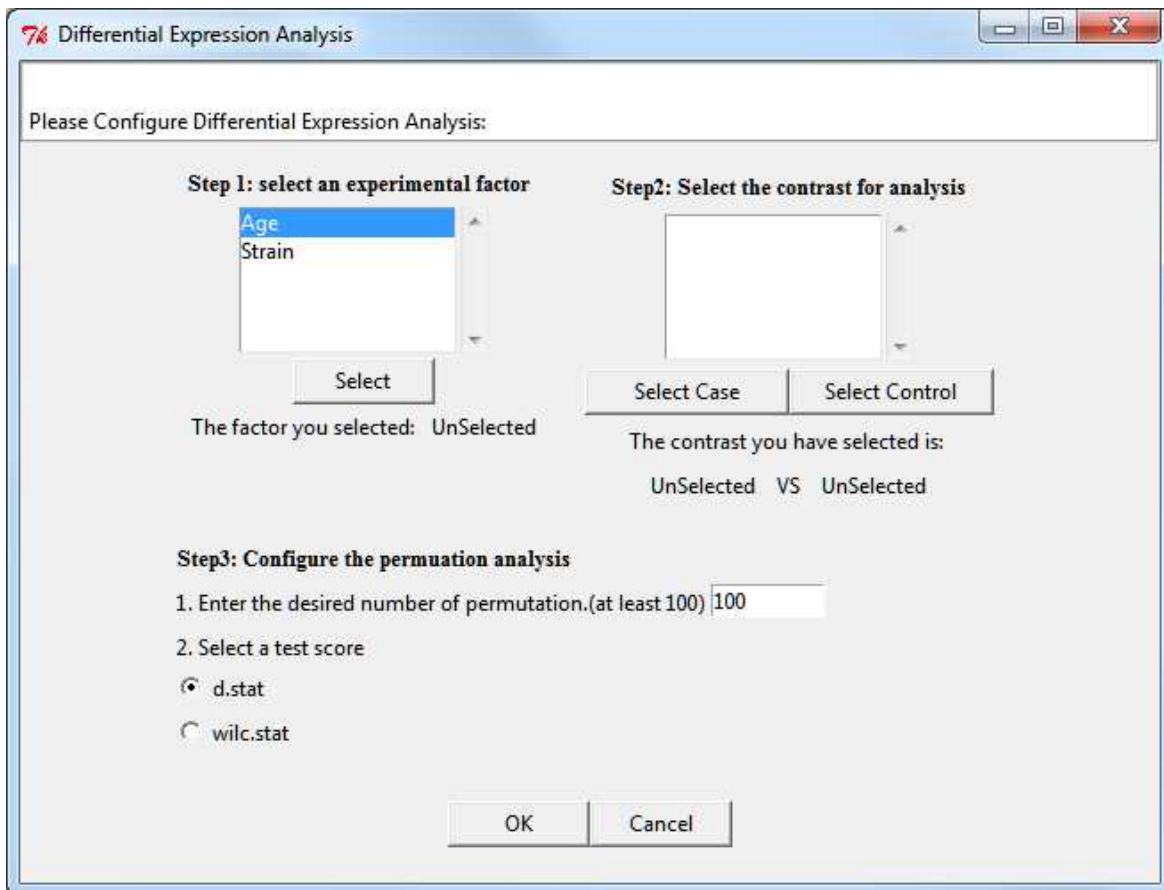 Differential Expression Analysis
Please Configure Differential Expression Analysis:
Step 1: select an experimental factor
Age
Strain
Select
The factor you selected: UnSelected
Step2: Select the contrast for analysis
Select Case
Select Control
The contrast you have selected is:
UnSelected VS UnSelected
Step3: Configure the permuation analysis
1. Enter the desired number of permutation.(at least 100) 100
2. Select a test score
d.stat
wilc.stat
OK
Cancel